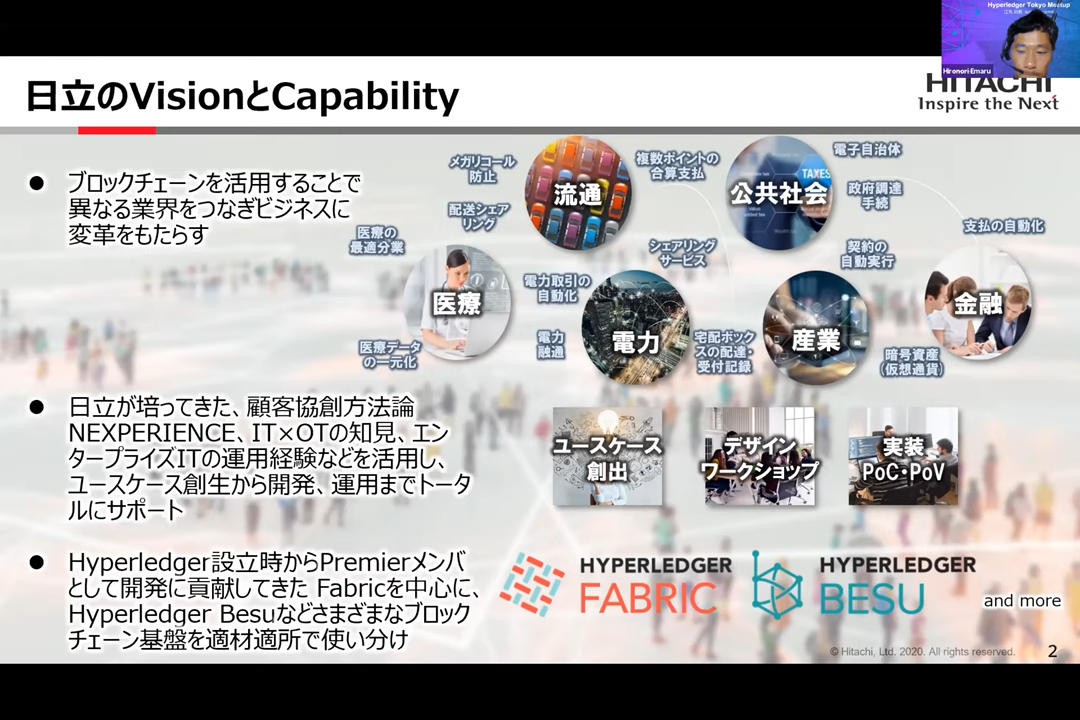 Hyperledger Tokyo Meetup
Hironori Emaru
日立のVisionとCapability
HITACHI
Inspire the Next
● ブロックチェーンを活用することで
異なる業界をつなぎビジネスに
変革をもたらす
メガリコール
防止
流通
複数ポイントの
合算支払
公共社会
TAXES
電子自治体
配送シェア
リング
政府調達
手続
医療の
最適分業
シェアリング
サービス
契約の
自動実行
支払の自動化
医療
電力取引の
自動化
電力
産業
金融
医療データ
の一元化
電力
融通
宅配ボック
スの配達・
受付記録
暗号資産
(仮想通貨)
● 日立が培ってきた、顧客協創方法論
NEXPERIENCE、IT×OTの知見、エン
タープライズITの運用経験などを活用し、
ユースケース創生から開発、運用までトータ
ルにサポート
ユースケース
創出
デザイン
ワークショップ
実装
PoC・PoV
● Hyperledger設立時からPremierメンバ
として開発に貢献してきた Fabricを中心に、
Hyperledger Besuなどさまざまなブロック
チェーン基盤を適材適所で使い分け
HYPERLEDGER
FABRIC
HYPERLEDGER
BESU
and more
© Hitachi, Ltd. 2020. All rights reserved.
2